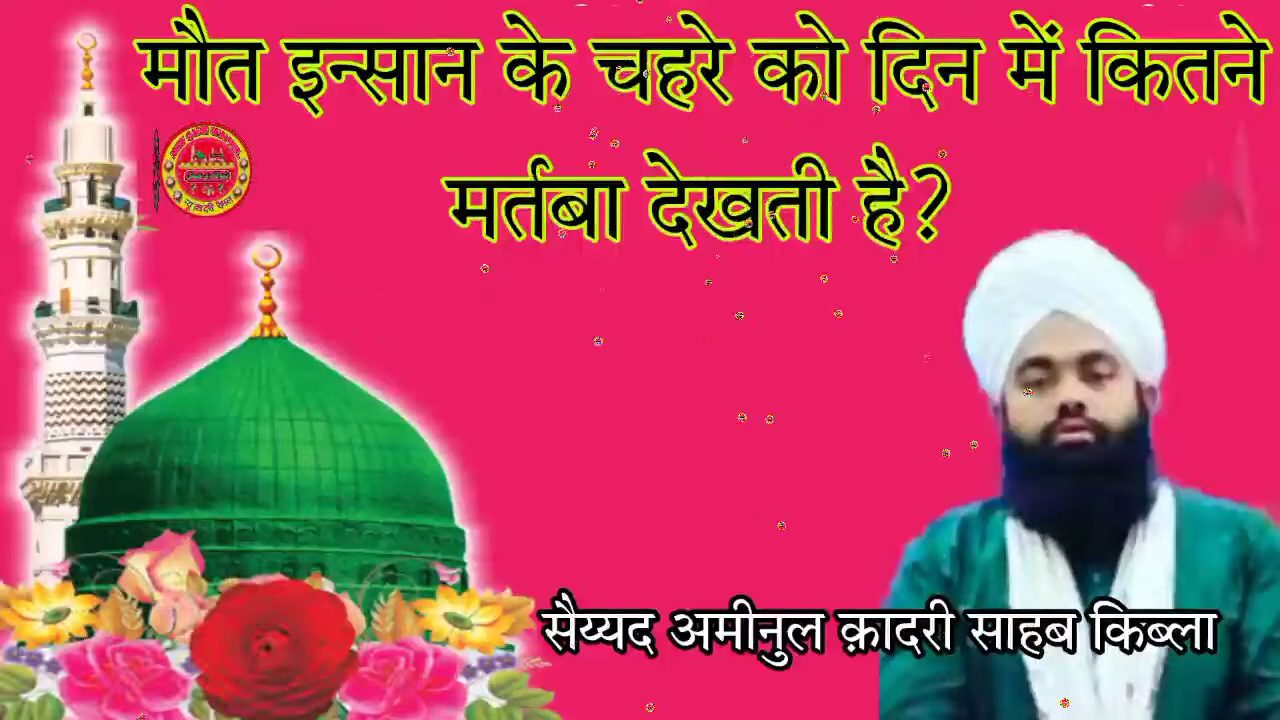 मौत इन्सान के चहरे को दिन में कितने
मर्तबा देखती है?
सैय्यद अमीनुल क़ादरी साहब किब्ला